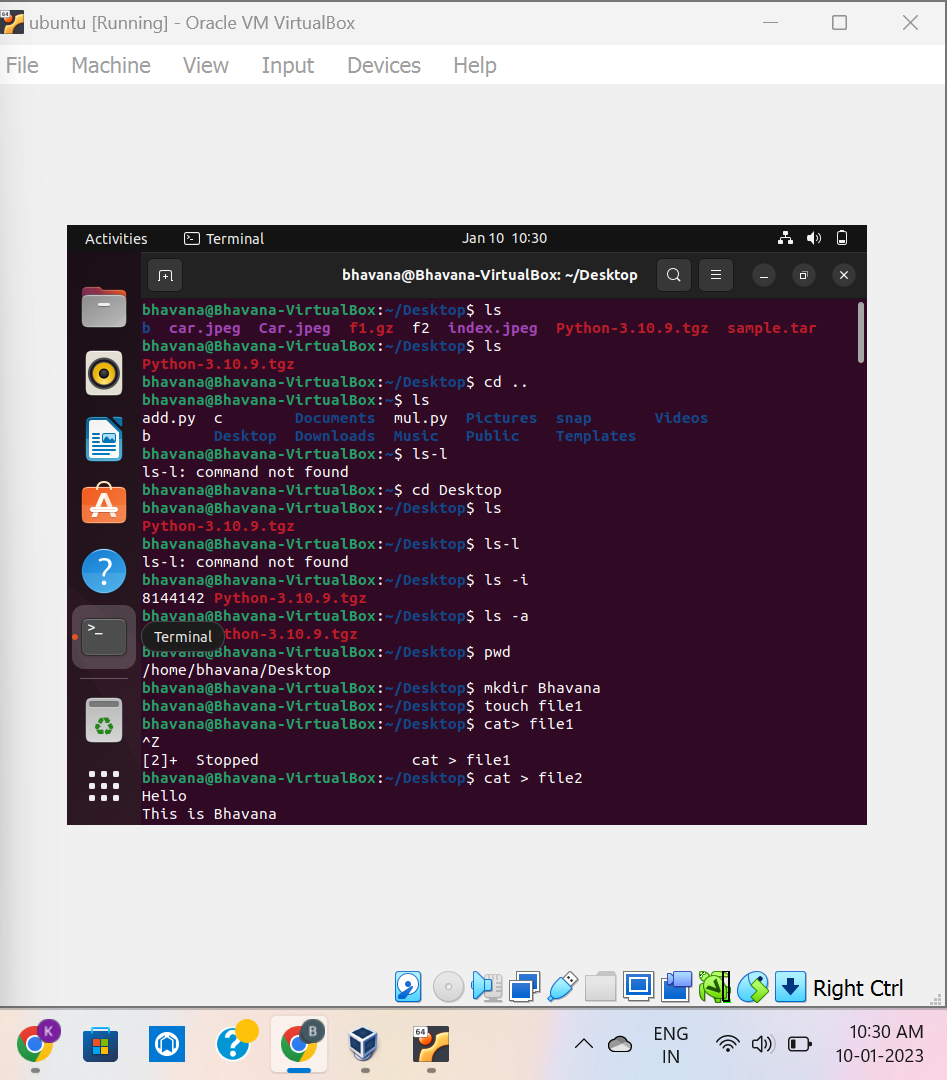 64 ubuntu [Running] - Oracle VM VirtualBox
File Machine View Input Devices Help
Activities Terminal Jan 10 10:30
bhavana@Bhavana-VirtualBox: ~/Desktop
bhavana@Bhavana-VirtualBox:~/Desktop$ ls
b car.jpeg Car.jpeg f1.gz f2 index.jpeg Python-3.10.9.tgz sample.tar
bhavana@Bhavana-VirtualBox:~/Desktop$ ls
Python-3.10.9.tgz
bhavana@Bhavana-VirtualBox:~/Desktop$ cd ..
bhavana@Bhavana-VirtualBox:~$ ls
add.py c Documents mul.py Pictures snap Videos
b Desktop Downloads Music Public Templates
bhavana@Bhavana-VirtualBox:~$ ls-l
ls-l: command not found
bhavana@Bhavana-VirtualBox:~$ cd Desktop
bhavana@Bhavana-VirtualBox:~/Desktop$ ls
Python-3.10.9.tgz
bhavana@Bhavana-VirtualBox:~/Desktop$ ls-l
ls-l: command not found
bhavana@Bhavana-VirtualBox:~/Desktop$ ls -i
8144142 Python-3.10.9.tgz
bhavana@Bhavana-VirtualBox:~/Desktop$ ls -a
Terminal thon-3.10.9.tgz
bhavana@Bhavana-VirtualBox:~/Desktop$ pwd
/home/bhavana/Desktop
bhavana@Bhavana-VirtualBox:~/Desktop$ mkdir Bhavana
bhavana@Bhavana-VirtualBox:~/Desktop$ touch file1
bhavana@Bhavana-VirtualBox:~/Desktop$ cat> file1
^Z
[2]+ Stopped cat > file1
bhavana@Bhavana-VirtualBox:~/Desktop$ cat > file2
Hello
This is Bhavana
Right Ctrl
K B 64
ENG
IN
10:30 AM
10-01-2023